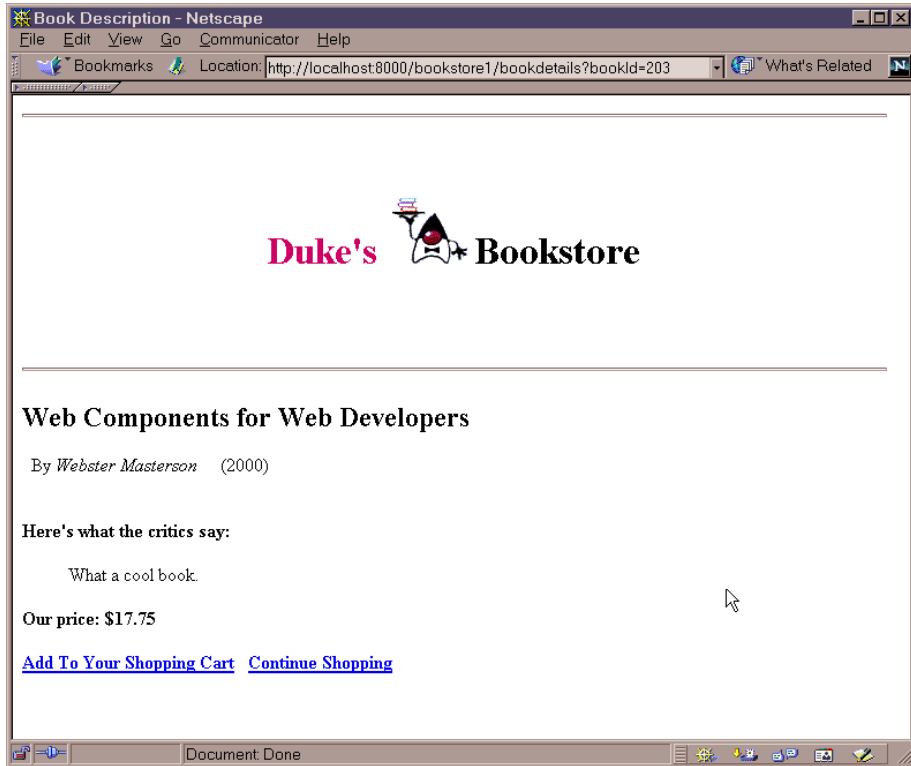 Book Description - Netscape
File Edit View Go Communicator Help
Bookmarks Location: http://localhost:8000/bookstore1/bookdetails?bookId=203 What's Related N
Duke's Bookstore
Web Components for Web Developers
By Webster Masterson (2000)
Here's what the critics say:
What a cool book.
Our price: $17.75
Add To Your Shopping Cart Continue Shopping
Document: Done